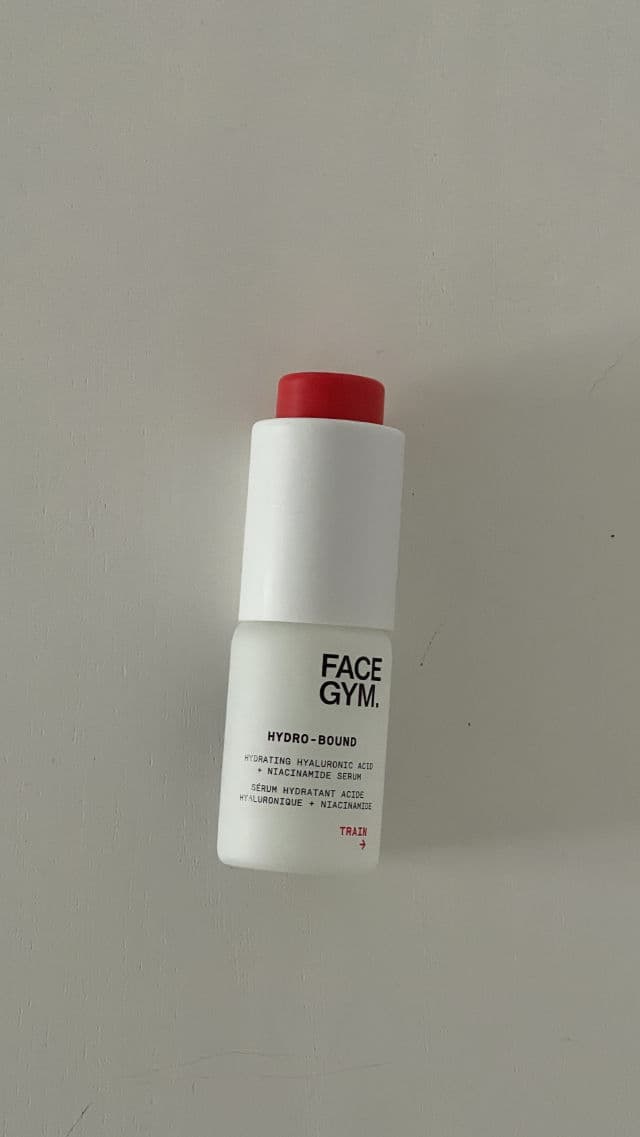 FACE
GYM.
HYDRO-BOUND
HYDRATING HYALURONIC ACID
+ NIACINAMIDE SERUM
SÉRUM HYDRATANT ACIDE
HYALURONIQUE + NIACINAMIDE
TRAIN
→